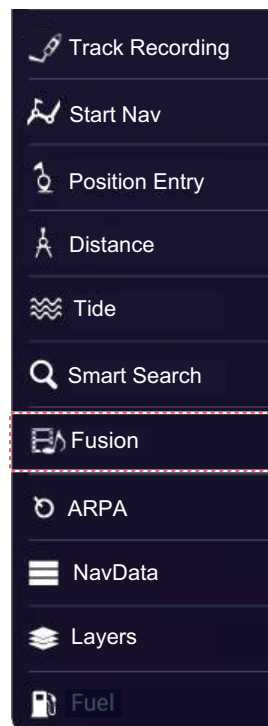 Track Recording
Start Nav
Position Entry
Distance
Tide
Smart Search
Fusion
ARPA
NavData
Layers
Fuel